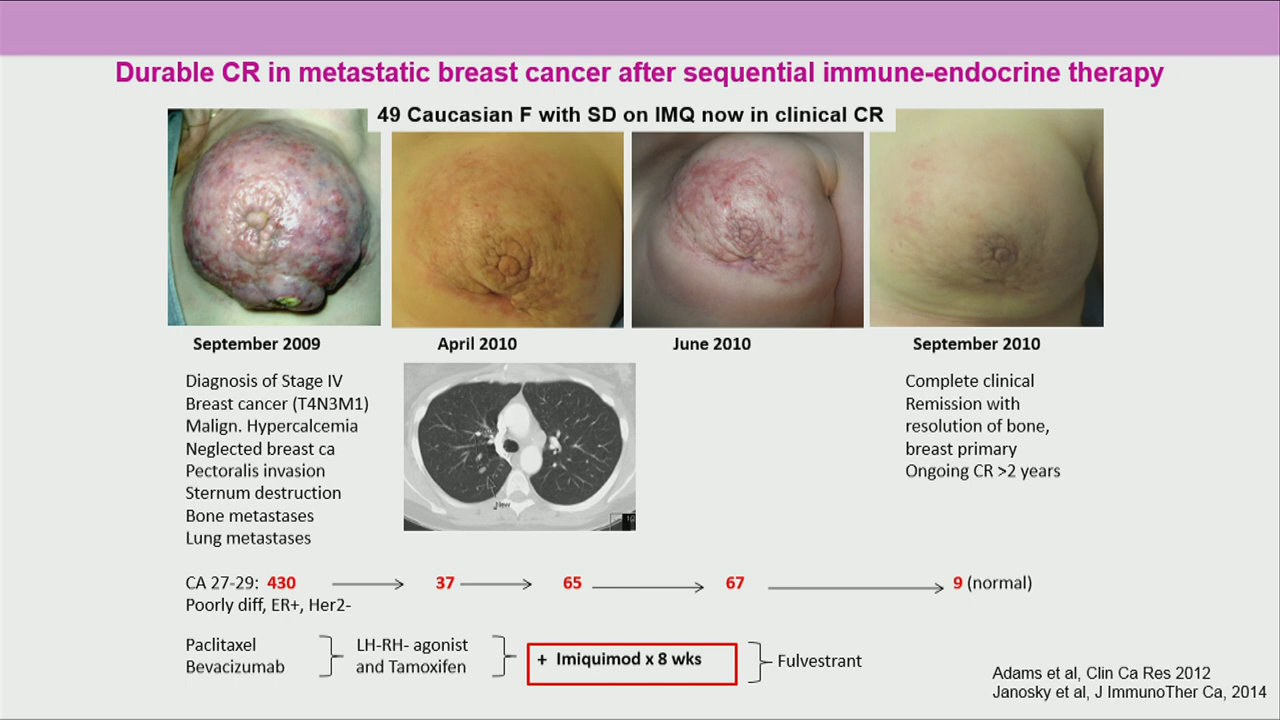 Durable CR in metastatic breast cancer after sequential immune-endocrine therapy
49 Caucasian F with SD on IMQ now in clinical CR
September 2009
April 2010
June 2010
September 2010
Diagnosis of Stage IV
Breast cancer (T4N3M1)
Malign. Hypercalcemia
Neglected breast ca
Pectoralis invasion
Sternum destruction
Bone metastases
Lung metastases
New
Complete clinical
Remission with
resolution of bone,
breast primary
Ongoing CR >2 years
CA 27-29: 430 37 65 67 9 (normal)
Poorly diff, ER+, Her2-
Paclitaxel
Bevacizumab
LH-RH- agonist
and Tamoxifen
+ Imiquimod x 8 wks
Fulvestrant
Adams et al, Clin Ca Res 2012
Janosky et al, J ImmunoTher Ca, 2014